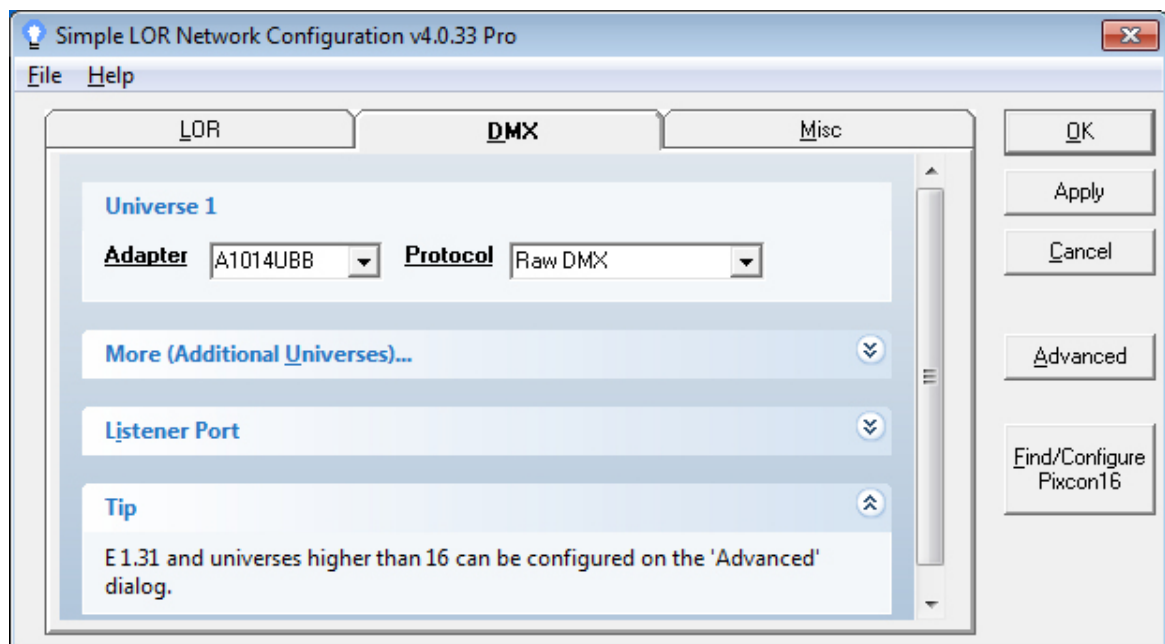 Simple LOR Network Configuration v4.0.33 Pro
File Help
LOR DMX Misc
OK
Apply
Cancel
Advanced
Find/Configure
Pixcon16
Universe 1
Adapter A1014UBB Protocol Raw DMX
More (Additional Universes)...
Listener Port
Tip
E 1.31 and universes higher than 16 can be configured on the 'Advanced'
dialog.